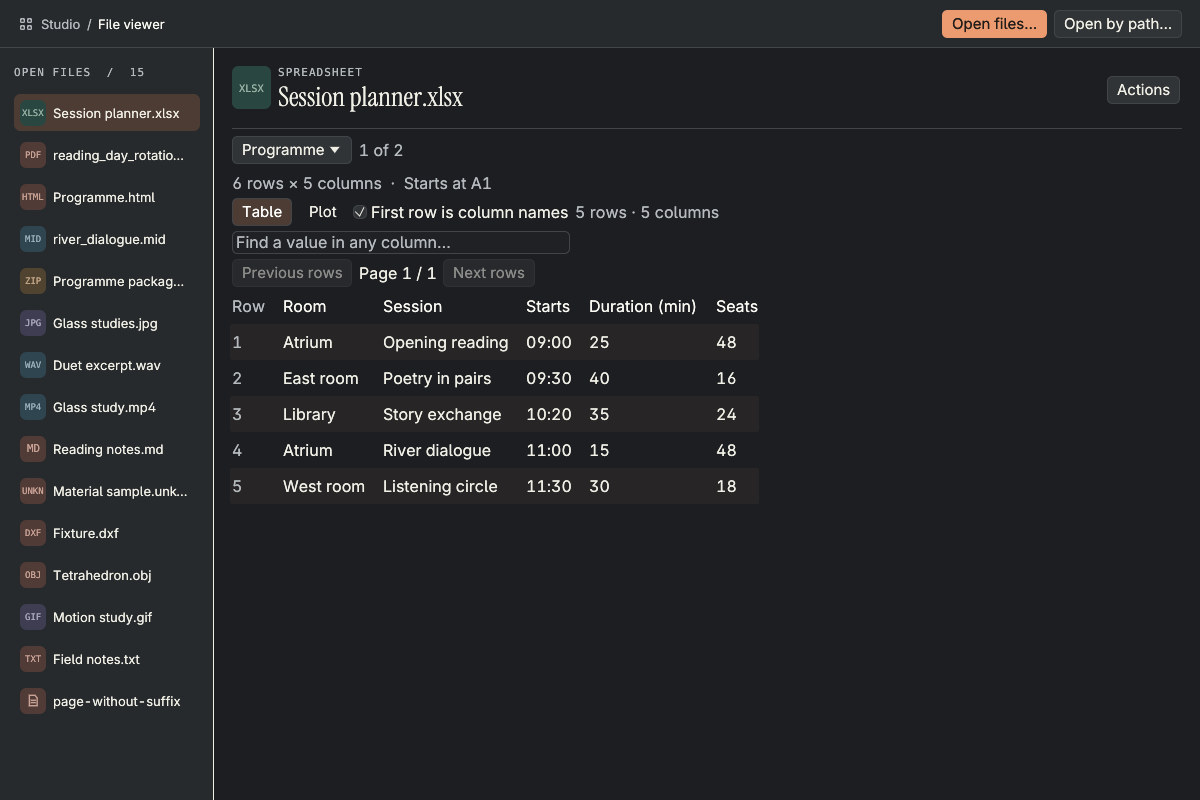 Studio / File viewer
Open files...
Open by path...
OPEN FILES / 15
XLSX Session planner.xlsx
PDF reading_day_rotatio...
HTML Programme.html
MID river_dialogue.mid
ZIP Programme packag...
JPG Glass studies.jpg
WAV Duet excerpt.wav
MP4 Glass study.mp4
MD Reading notes.md
UNKN Material sample.unk...
DXF Fixture.dxf
OBJ Tetrahedron.obj
GIF Motion study.gif
TXT Field notes.txt
page-without-suffix
XLSX
SPREADSHEET
Session planner.xlsx
Actions
Programme 1 of 2
6 rows × 5 columns · Starts at A1
Table Plot First row is column names 5 rows · 5 columns
Find a value in any column...
Previous rows Page 1 / 1 Next rows
Row Room Session Starts Duration (min) Seats
1 Atrium Opening reading 09:00 25 48
2 East room Poetry in pairs 09:30 40 16
3 Library Story exchange 10:20 35 24
4 Atrium River dialogue 11:00 15 48
5 West room Listening circle 11:30 30 18